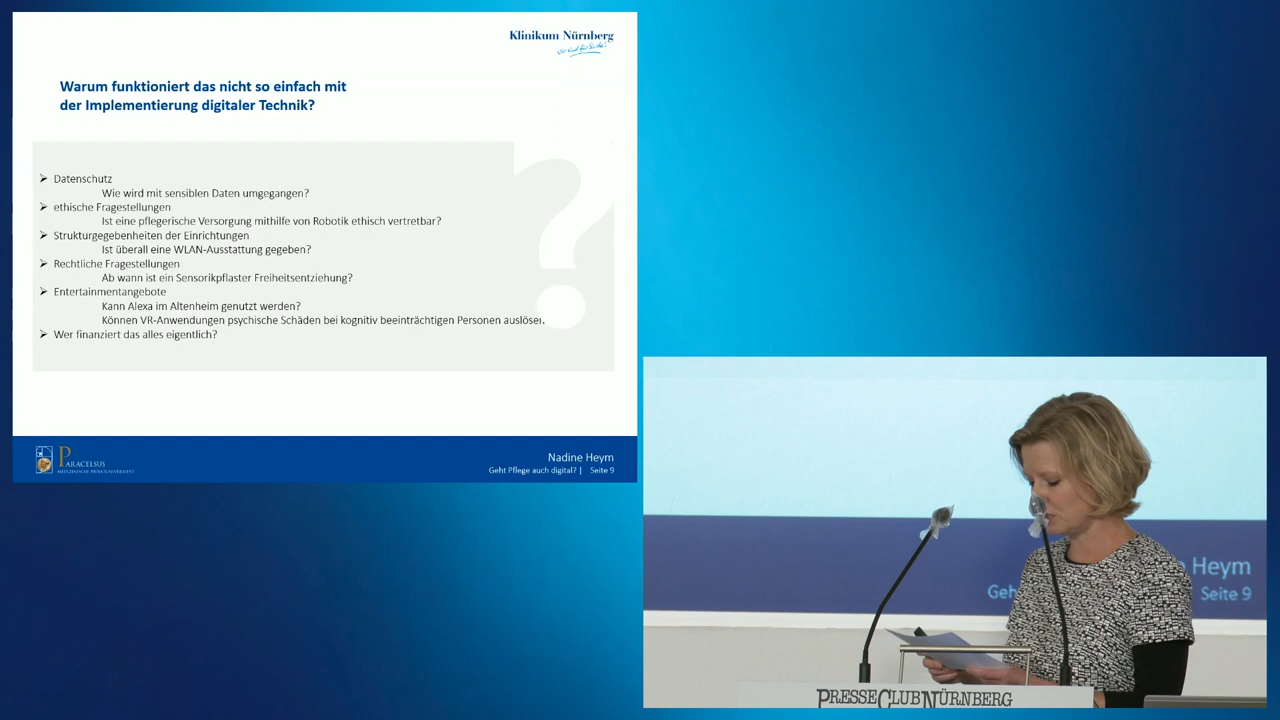 Klinikum Nürnberg
Warum funktioniert das nicht so einfach mit
der Implementierung digitaler Technik?
?
➢ Datenschutz
Wie wird mit sensiblen Daten umgegangen?
➢ ethische Fragestellungen
Ist eine pflegerische Versorgung mithilfe von Robotik ethisch vertretbar?
➢ Strukturgegebenheiten der Einrichtungen
Ist überall eine WLAN-Ausstattung gegeben?
➢ Rechtliche Fragestellungen
Ab wann ist ein Sensorikpflaster Freiheitsentziehung?
➢ Entertainmentangebote
Kann Alexa im Altenheim genutzt werden?
Können VR-Anwendungen psychische Schäden bei kognitiv beeinträchtigen Personen auslösen
➢ Wer finanziert das alles eigentlich?
PARACELSUS
MEDIZINISCHE PRIVATUNIVERSITÄT
Nadine Heym
Geht Pflege auch digital? | Seite 9
Heym
Geh
Seite 9
PRESSECLUBNÜRNBERG